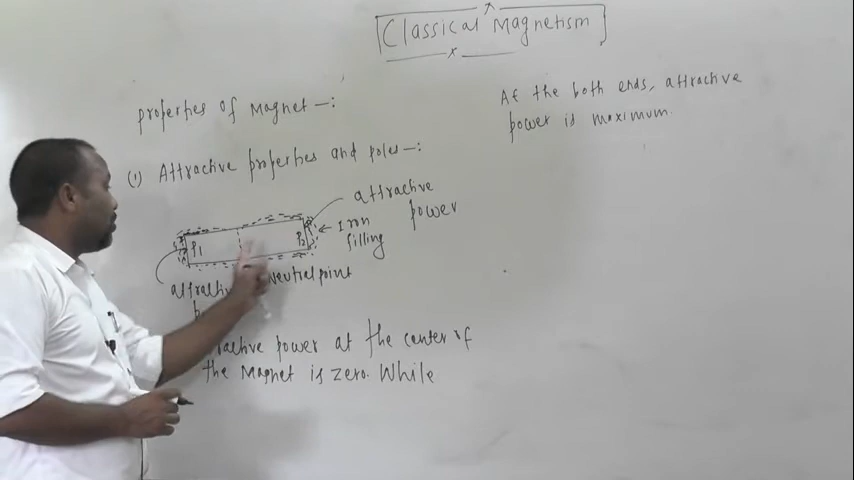 Classical Magnetism
properties of Magnet -:
(1) Attractive properties and poles -:
attractive
power
Iron
filling
P1
P2
neutral point
power at the center of
the Magnet is zero. While
At the both ends, attractive
power is maximum.